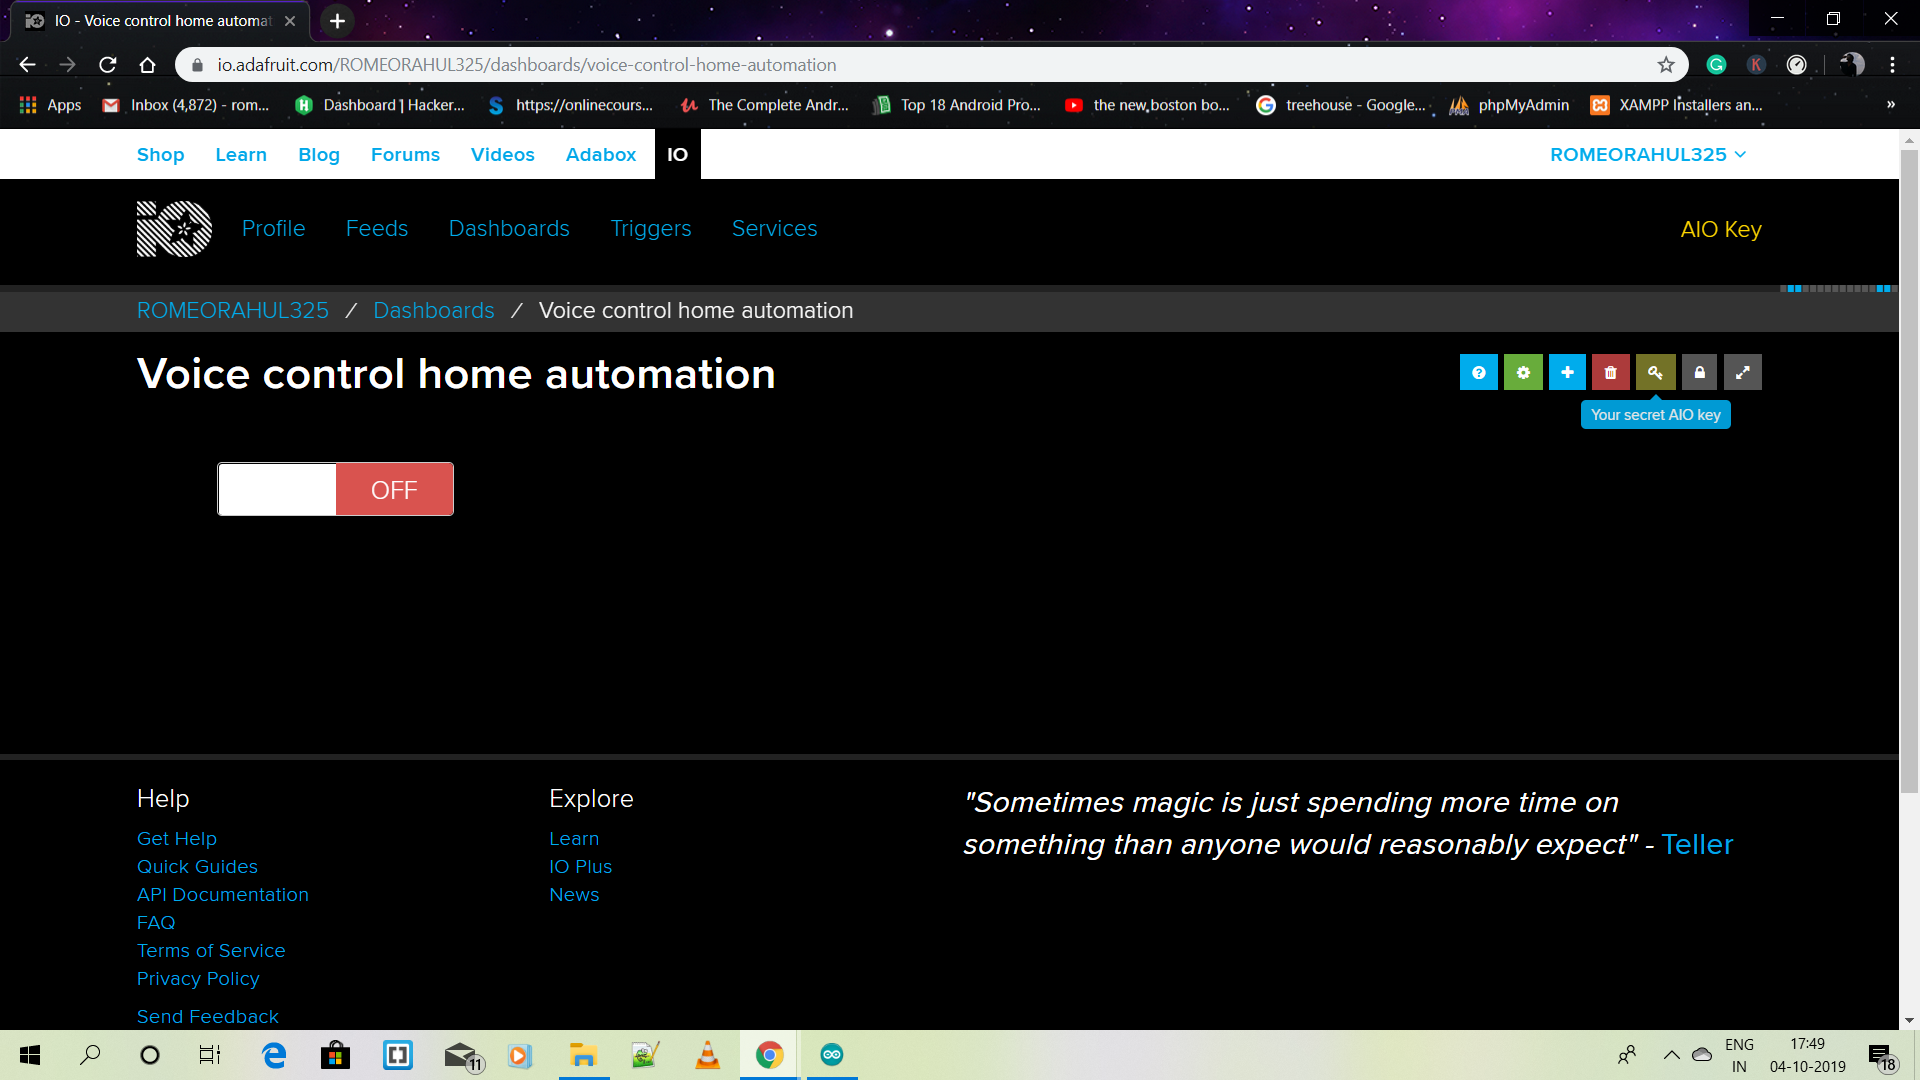 IO - Voice control home automat
io.adafruit.com/ROMEORAHUL325/dashboards/voice-control-home-automation
Apps Inbox (4,872) - rom... Dashboard | Hacker... https://onlinecours... The Complete Andr... Top 18 Android Pro... the new boston bo... treehouse - Google... phpMyAdmin XAMPP Installers an... »
Shop Learn Blog Forums Videos Adabox IO ROMEORAHUL325
Profile Feeds Dashboards Triggers Services AIO Key
ROMEORAHUL325 / Dashboards / Voice control home automation
Voice control home automation
Your secret AIO key
OFF
Help
Get Help
Quick Guides
API Documentation
FAQ
Terms of Service
Privacy Policy
Send Feedback
Explore
Learn
IO Plus
News
"Sometimes magic is just spending more time on
something than anyone would reasonably expect" - Teller
11
ENG
IN
17:49
04-10-2019
18